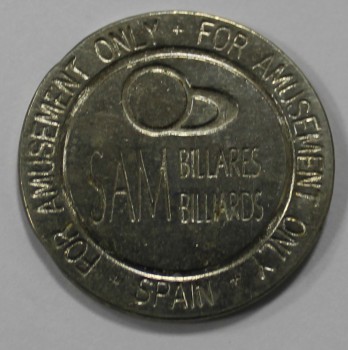 FOR AMUSEMENT ONLY + FOR AMUSEMENT ONLY
SAM BILLARES
BILLIARDS
+ SPAIN +